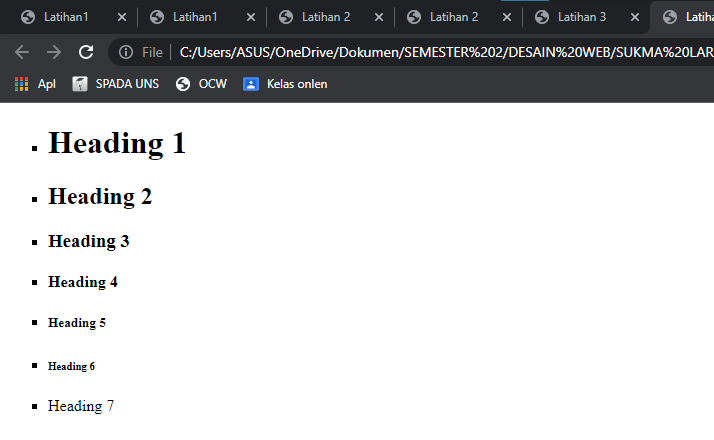 Latihan1 Latihan1 Latihan 2 Latihan 2 Latihan 3 Latiha
File C:/Users/ASUS/OneDrive/Dokumen/SEMESTER%202/DESAIN%20WEB/SUKMA%20LAR
Apl SPADA UNS OCW Kelas onlen
Heading 1
Heading 2
Heading 3
Heading 4
Heading 5
Heading 6
Heading 7